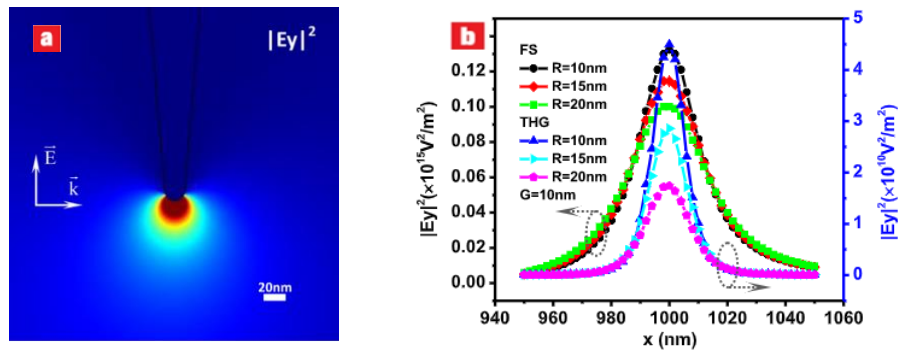 a
|Ey|²
E⃗
k⃗
20nm
b
FS
R=10nm
R=15nm
R=20nm
THG
R=10nm
R=15nm
R=20nm
G=10nm
|Ey|²(×10¹⁵V²/m²)
0.12
0.10
0.08
0.06
0.04
0.02
0.00
5
4
3
2
1
0
|Ey|²(×10¹⁰V²/m²)
940 960 980 1000 1020 1040 1060
x (nm)